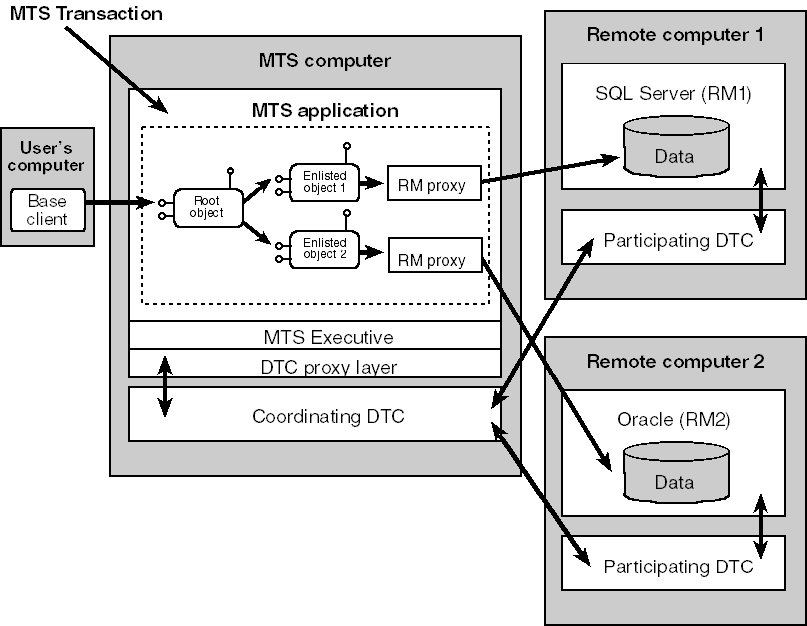 MTS Transaction
User's
computer
Base
client
MTS computer
MTS application
Root
object
Enlisted
object 1
RM proxy
Enlisted
object 2
RM proxy
MTS Executive
DTC proxy layer
Coordinating DTC
Remote computer 1
SQL Server (RM1)
Data
Participating DTC
Remote computer 2
Oracle (RM2)
Data
Participating DTC